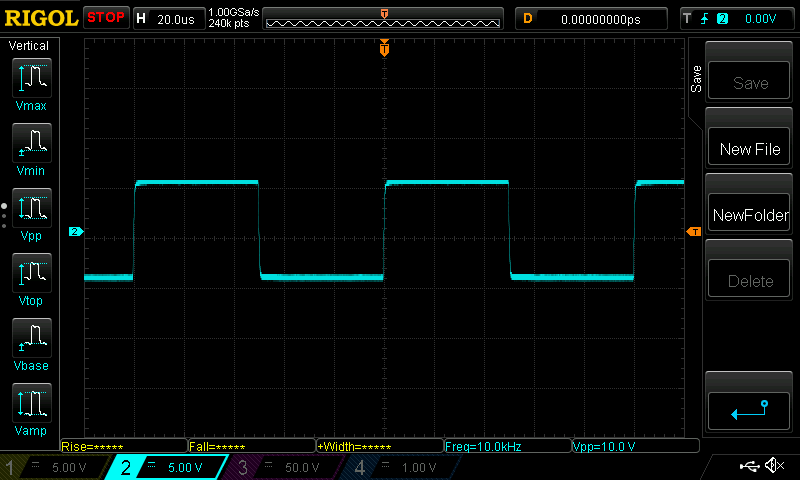 RIGOL STOP H 20.0us 1.00GSa/s 240k pts T D 0.00000000ps T 2 0.00V
Vertical
Vmax
Vmin
Vpp
Vtop
Vbase
Vamp
T
2
T
Save
Save
New File
NewFolder
Delete
Rise=***** Fall=***** +Width=***** Freq=10.0kHz Vpp=10.0 V
1 5.00 V 2 5.00 V 3 50.0 V 4 1.00 V